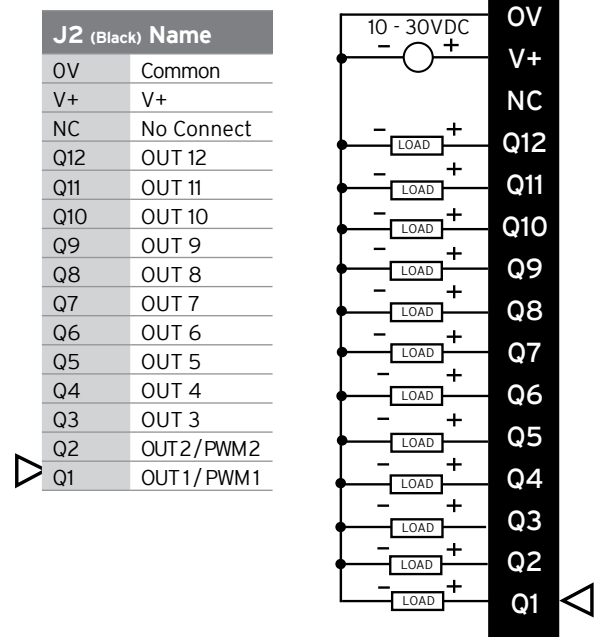 J2 (Black) Name
0V Common
V+ V+
NC No Connect
Q12 OUT 12
Q11 OUT 11
Q10 OUT 10
Q9 OUT 9
Q8 OUT 8
Q7 OUT 7
Q6 OUT 6
Q5 OUT 5
Q4 OUT 4
Q3 OUT 3
Q2 OUT2/PWM2
Q1 OUT1/PWM1
0V
10 - 30VDC
- + V+
NC
- LOAD + Q12
- LOAD + Q11
- LOAD + Q10
- LOAD + Q9
- LOAD + Q8
- LOAD + Q7
- LOAD + Q6
- LOAD + Q5
- LOAD + Q4
- LOAD + Q3
- LOAD + Q2
- LOAD + Q1